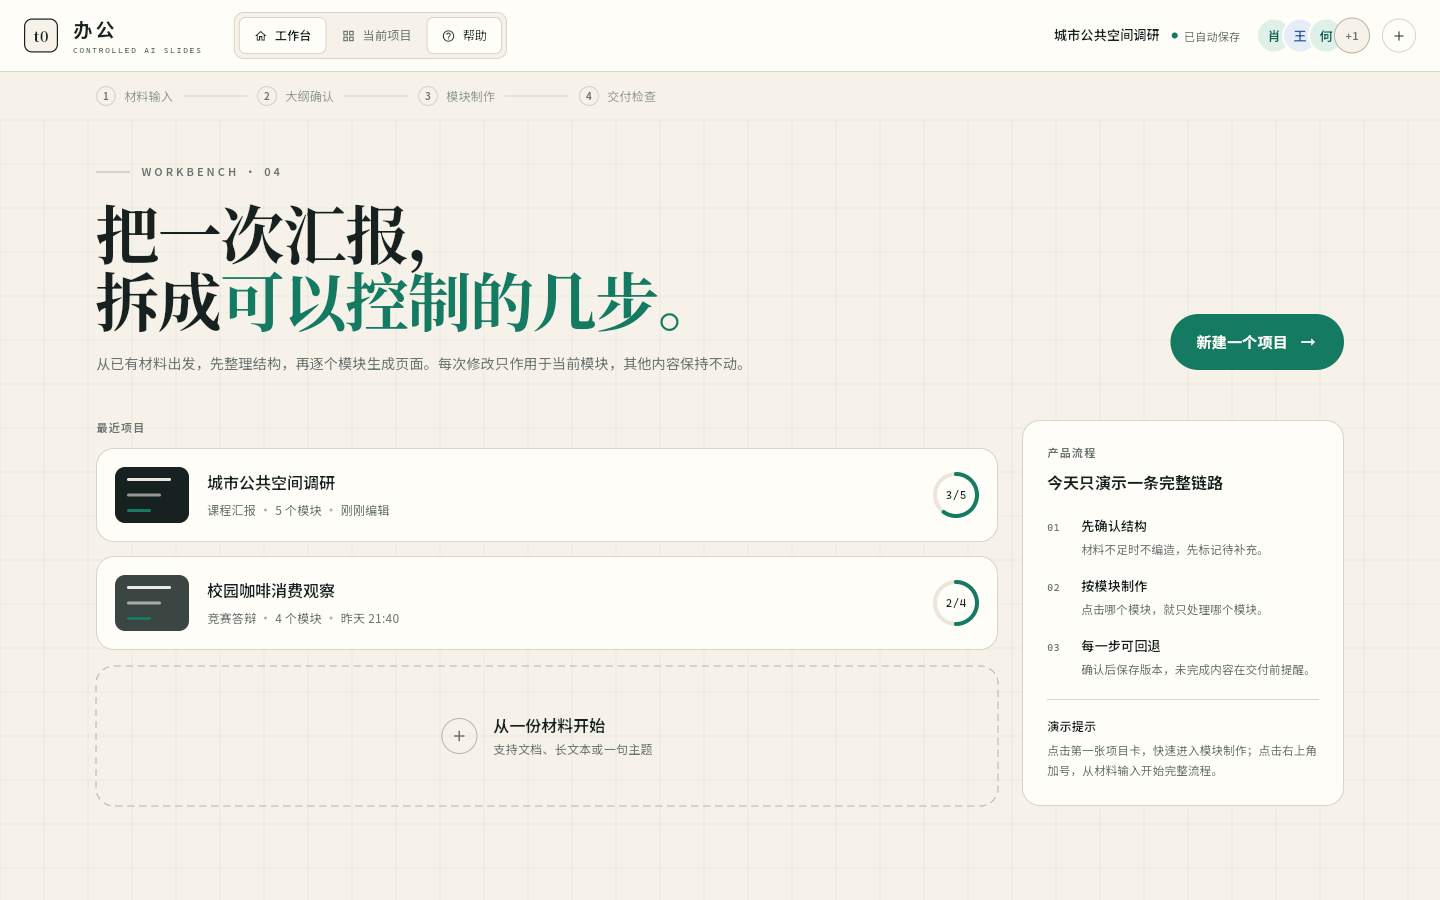 t0
办公
CONTROLLED AI SLIDES
工作台
当前项目
帮助
城市公共空间调研
已自动保存
肖
王
何
+1
1 材料输入
2 大纲确认
3 模块制作
4 交付检查
WORKBENCH · 04
把一次汇报，
拆成可以控制的几步。
从已有材料出发，先整理结构，再逐个模块生成页面。每次修改只作用于当前模块，其他内容保持不动。
新建一个项目 →
最近项目
城市公共空间调研
课程汇报 • 5 个模块 • 刚刚编辑
3/5
校园咖啡消费观察
竞赛答辩 • 4 个模块 • 昨天 21:40
2/4
从一份材料开始
支持文档、长文本或一句主题
产品流程
今天只演示一条完整链路
01 先确认结构
材料不足时不编造，先标记待补充。
02 按模块制作
点击哪个模块，就只处理哪个模块。
03 每一步可回退
确认后保存版本，未完成内容在交付前提醒。
演示提示
点击第一张项目卡，快速进入模块制作；点击右上角
加号，从材料输入开始完整流程。